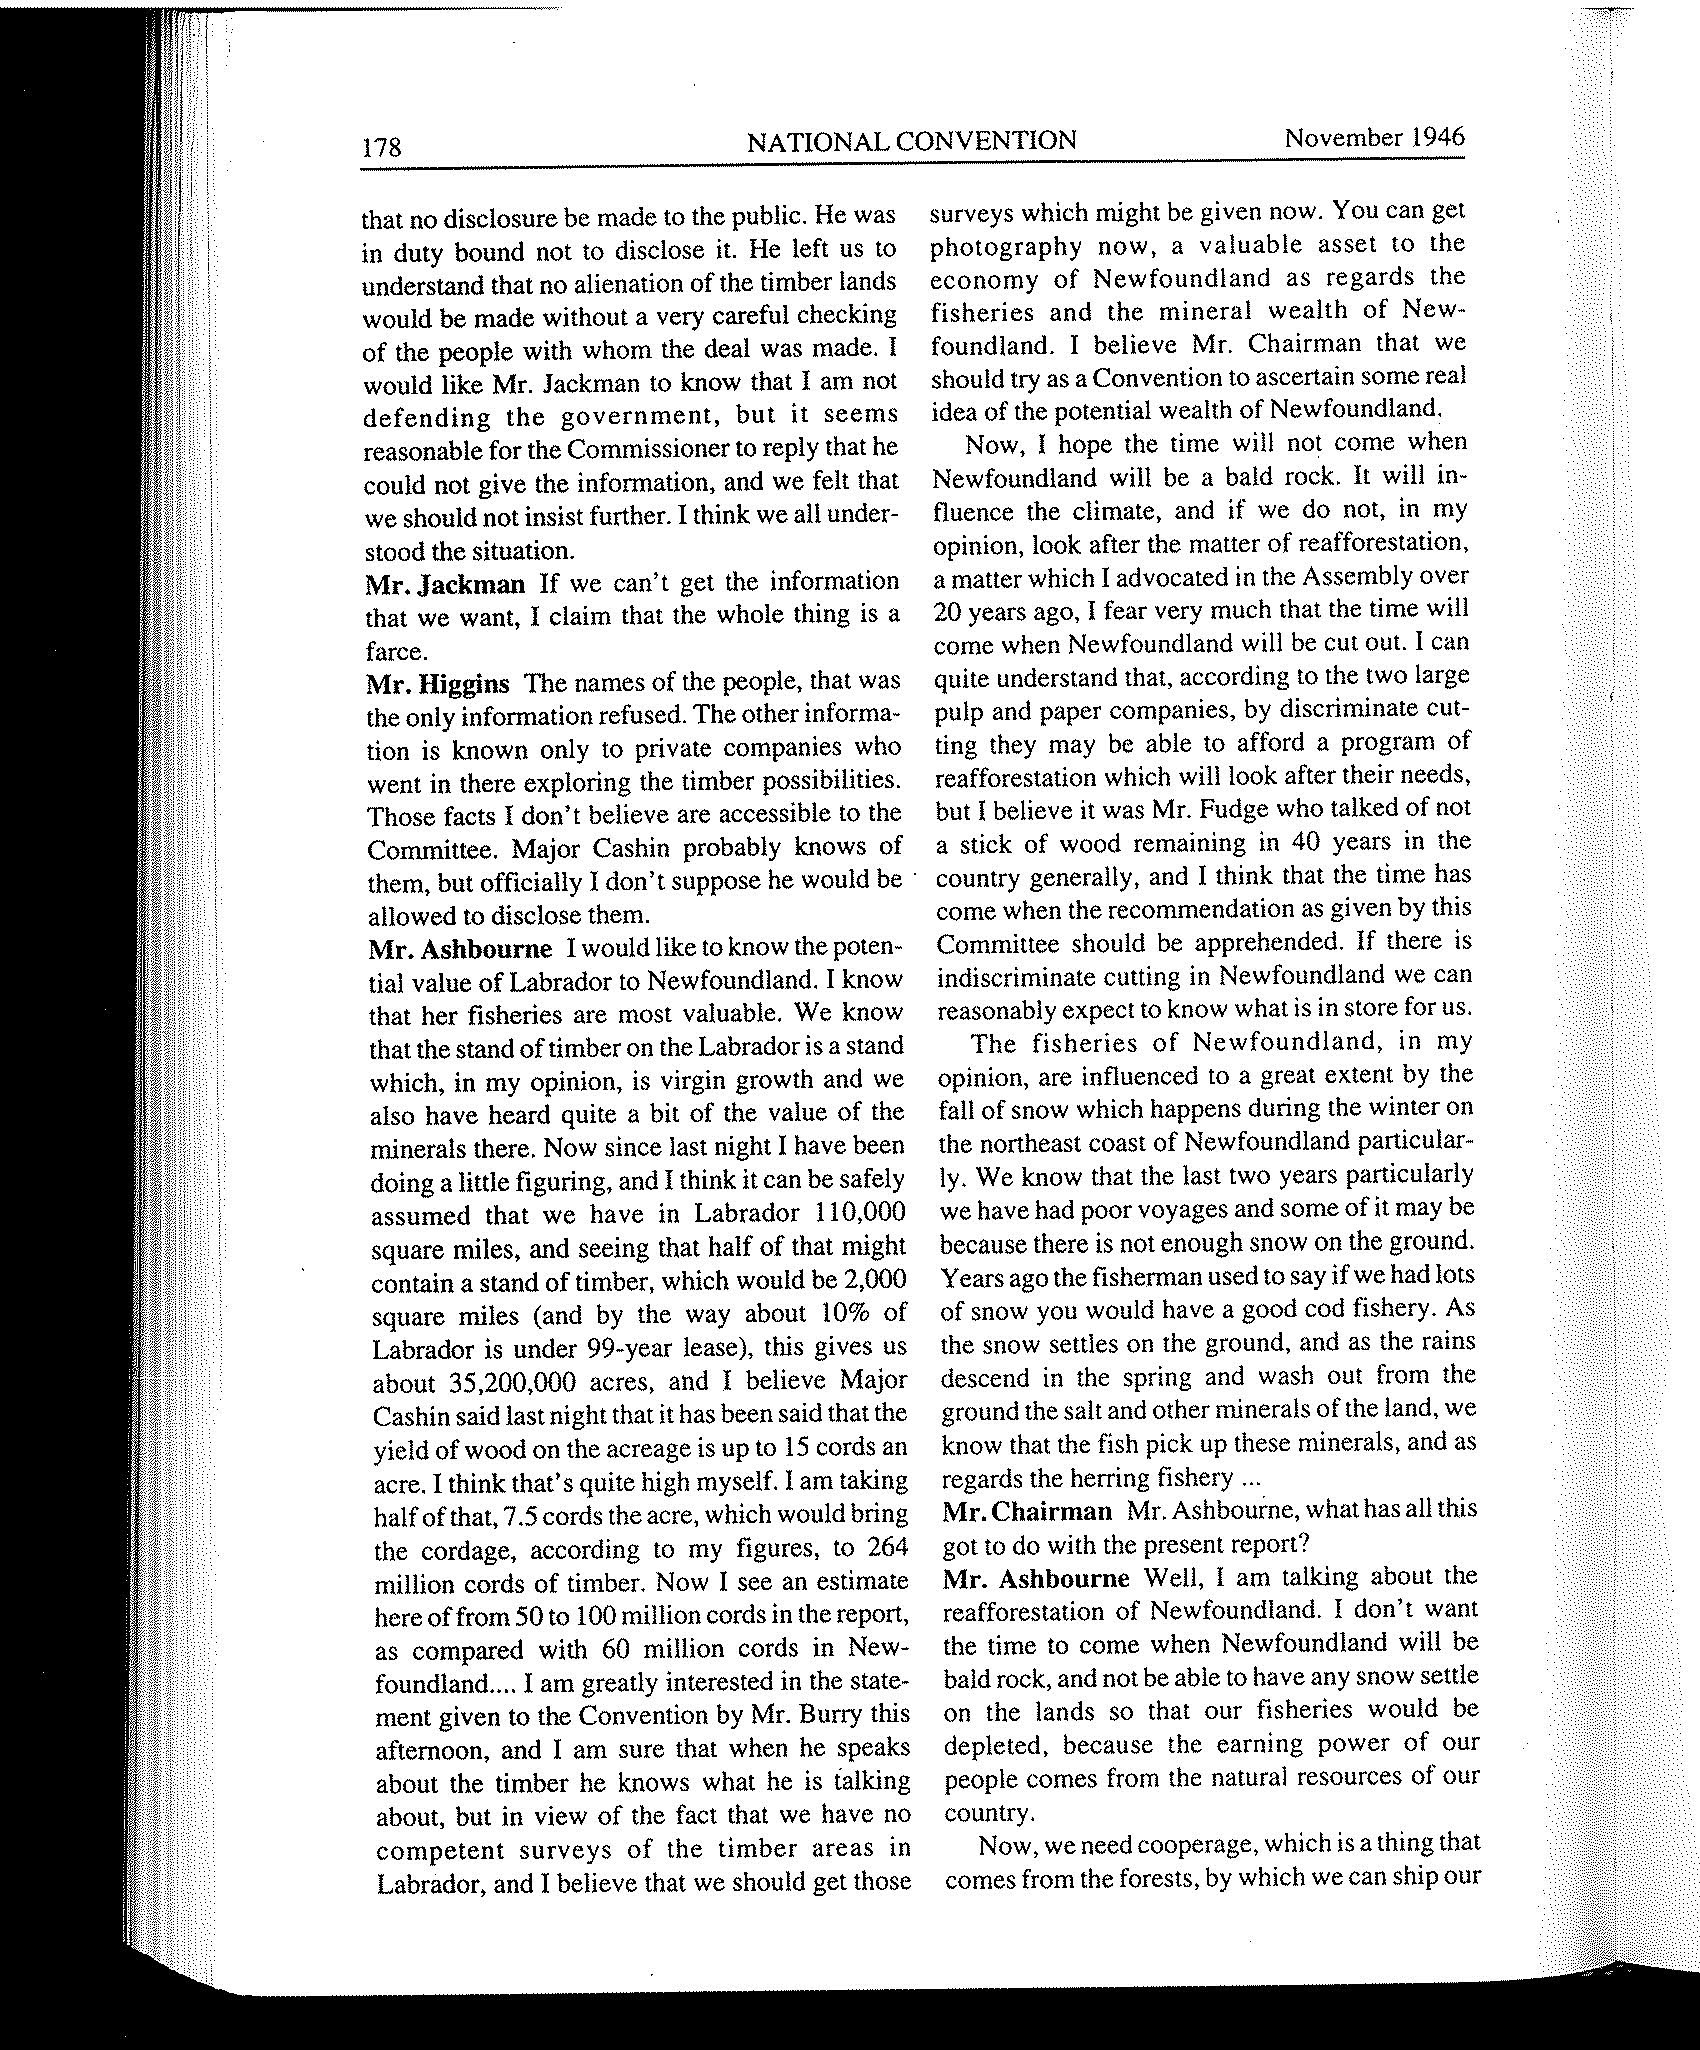 178
NATIONAL CONVENTION
November 1946
that no disclosure be made to the public. He was
in duty bound not to disclose it. He left us to
understand that no alienation of the timber lands
would be made without a very careful checking
of the people with whom the deal was made. I
would like Mr. Jackman to know that I am not
defending the government, but it seems
reasonable for the Commissioner to reply that he
could not give the information, and we felt that
we should not insist further. I think we all under-
stood the situation.
Mr. Jackman If we can't get the information
that we want, I claim that the whole thing is a
farce.
Mr. Higgins The names of the people, that was
the only information refused. The other informa-
tion is known only to private companies who
went in there exploring the timber possibilities.
Those facts I don't believe are accessible to the
Committee. Major Cashin probably knows of
them, but officially I don't suppose he would be
allowed to disclose them.
Mr. Ashbourne I would like to know the poten-
tial value of Labrador to Newfoundland. I know
that her fisheries are most valuable. We know
that the stand of timber on the Labrador is a stand
which, in my opinion, is virgin growth and we
also have heard quite a bit of the value of the
minerals there. Now since last night I have been
doing a little figuring, and I think it can be safely
assumed that we have in Labrador 110,000
square miles, and seeing that half of that might
contain a stand of timber, which would be 2,000
square miles (and by the way about 10% of
Labrador is under 99-year lease), this gives us
about 35,200,000 acres, and I believe Major
Cashin said last night that it has been said that the
yield of wood on the acreage is up to 15 cords an
acre. I think that's quite high myself. I am taking
half of that, 7.5 cords the acre, which would bring
the cordage, according to my figures, to 264
million cords of timber. Now I see an estimate
here of from 50 to 100 million cords in the report,
as compared with 60 million cords in New-
foundland.... I am greatly interested in the state-
ment given to the Convention by Mr. Burry this
afternoon, and I am sure that when he speaks
about the timber he knows what he is talking
about, but in view of the fact that we have no
competent surveys of the timber areas in
Labrador, and I believe that we should get those
surveys which might be given now. You can get
photography now, a valuable asset to the
economy of Newfoundland as regards the
fisheries and the mineral wealth of New-
foundland. I believe Mr. Chairman that we
should try as a Convention to ascertain some real
idea of the potential wealth of Newfoundland.
Now, I hope the time will not come when
Newfoundland will be a bald rock. It will in-
fluence the climate, and if we do not, in my
opinion, look after the matter of reafforestation,
a matter which I advocated in the Assembly over
20 years ago, I fear very much that the time will
come when Newfoundland will be cut out. I can
quite understand that, according to the two large
pulp and paper companies, by discriminate cut-
ting they may be able to afford a program of
reafforestation which will look after their needs,
but I believe it was Mr. Fudge who talked of not
a stick of wood remaining in 40 years in the
country generally, and I think that the time has
come when the recommendation as given by this
Committee should be apprehended. If there is
indiscriminate cutting in Newfoundland we can
reasonably expect to know what is in store for us.
The fisheries of Newfoundland, in my
opinion, are influenced to a great extent by the
fall of snow which happens during the winter on
the northeast coast of Newfoundland particular-
ly. We know that the last two years particularly
we have had poor voyages and some of it may be
because there is not enough snow on the ground.
Years ago the fisherman used to say if we had lots
of snow you would have a good cod fishery. As
the snow settles on the ground, and as the rains
descend in the spring and wash out from the
ground the salt and other minerals of the land, we
know that the fish pick up these minerals, and as
regards the herring fishery ...
Mr. Chairman Mr. Ashbourne, what has all this
got to do with the present report?
Mr. Ashbourne Well, I am talking about the
reafforestation of Newfoundland. I don't want
the time to come when Newfoundland will be
bald rock, and not be able to have any snow settle
on the lands so that our fisheries would be
depleted, because the earning power of our
people comes from the natural resources of our
country.
Now, we need cooperage, which is a thing that
comes from the forests, by which we can ship our